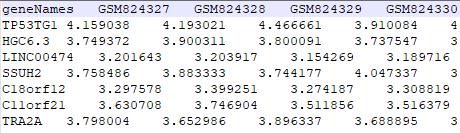 geneNames GSM824327 GSM824328 GSM824329 GSM824330
TP53TG1 4.159038 4.193021 4.466661 3.910084 4
HGC6.3 3.749372 3.900311 3.800091 3.737547 3
LINC00474 3.201643 3.203917 3.154269 3.189716
SSUH2 3.758486 3.883333 3.744177 4.047337 3
C18orf12 3.297578 3.399251 3.274187 3.308819
C11orf21 3.630708 3.746904 3.511856 3.516379
TRA2A 3.798004 3.652986 3.896337 3.688895 3